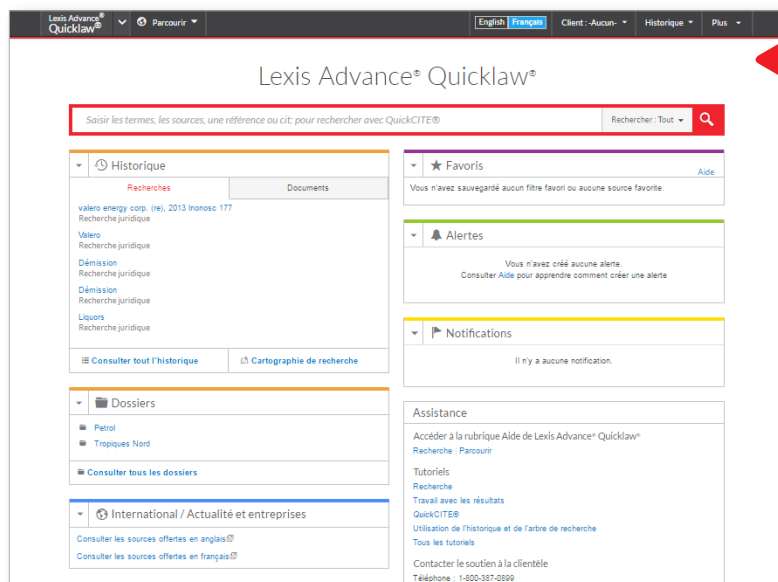 Lexis Advance® Quicklaw® Parcourir English Français Client : -Aucun- Historique Plus
Lexis Advance® Quicklaw®
Saisir les termes, les sources, une référence ou cit: pour rechercher avec QuickCITE® Rechercher : Tout
Historique
Recherches Documents
valero energy corp. (re), 2013 lnonosc 177
Recherche juridique
Valero
Recherche juridique
Démission
Recherche juridique
Démission
Recherche juridique
Liquors
Recherche juridique
Consulter tout l'historique Cartographie de recherche
Dossiers
Petrol
Tropiques Nord
Consulter tous les dossiers
International / Actualité et entreprises
Consulter les sources offertes en anglais
Consulter les sources offertes en français
Favoris Aide
Vous n'avez sauvegardé aucun filtre favori ou aucune source favorite.
Alertes
Vous n'avez créé aucune alerte.
Consulter Aide pour apprendre comment créer une alerte
Notifications
Il n'y a aucune notification.
Assistance
Accéder à la rubrique Aide de Lexis Advance® Quicklaw®
Recherche | Parcourir
Tutoriels
Recherche
Travail avec les résultats
QuickCITE®
Utilisation de l'historique et de l'arbre de recherche
Tous les tutoriels
Contacter le soutien à la clientèle
Téléphone : 1-800-387-0899